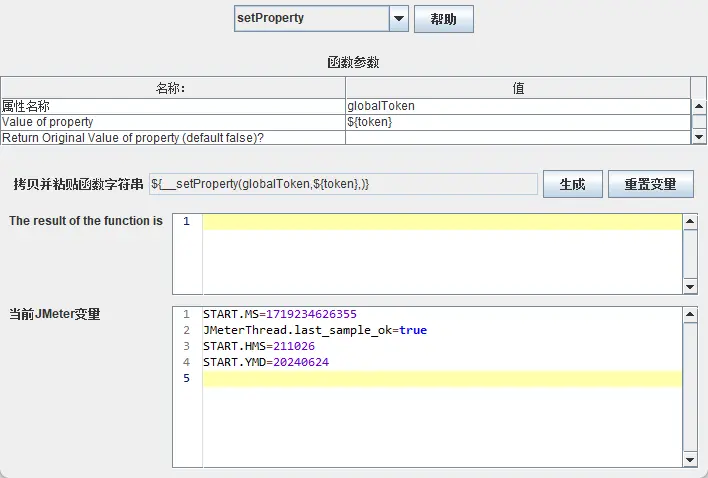 setProperty 帮助
函数参数
名称: 值
属性名称 globalToken
Value of property ${token}
Return Original Value of property (default false)?
拷贝并粘贴函数字符串 ${__setProperty(globalToken,${token},)} 生成 重置变量
The result of the function is 1
当前JMeter变量 1 START.MS=1719234626355
2 JMeterThread.last_sample_ok=true
3 START.HMS=211026
4 START.YMD=20240624
5